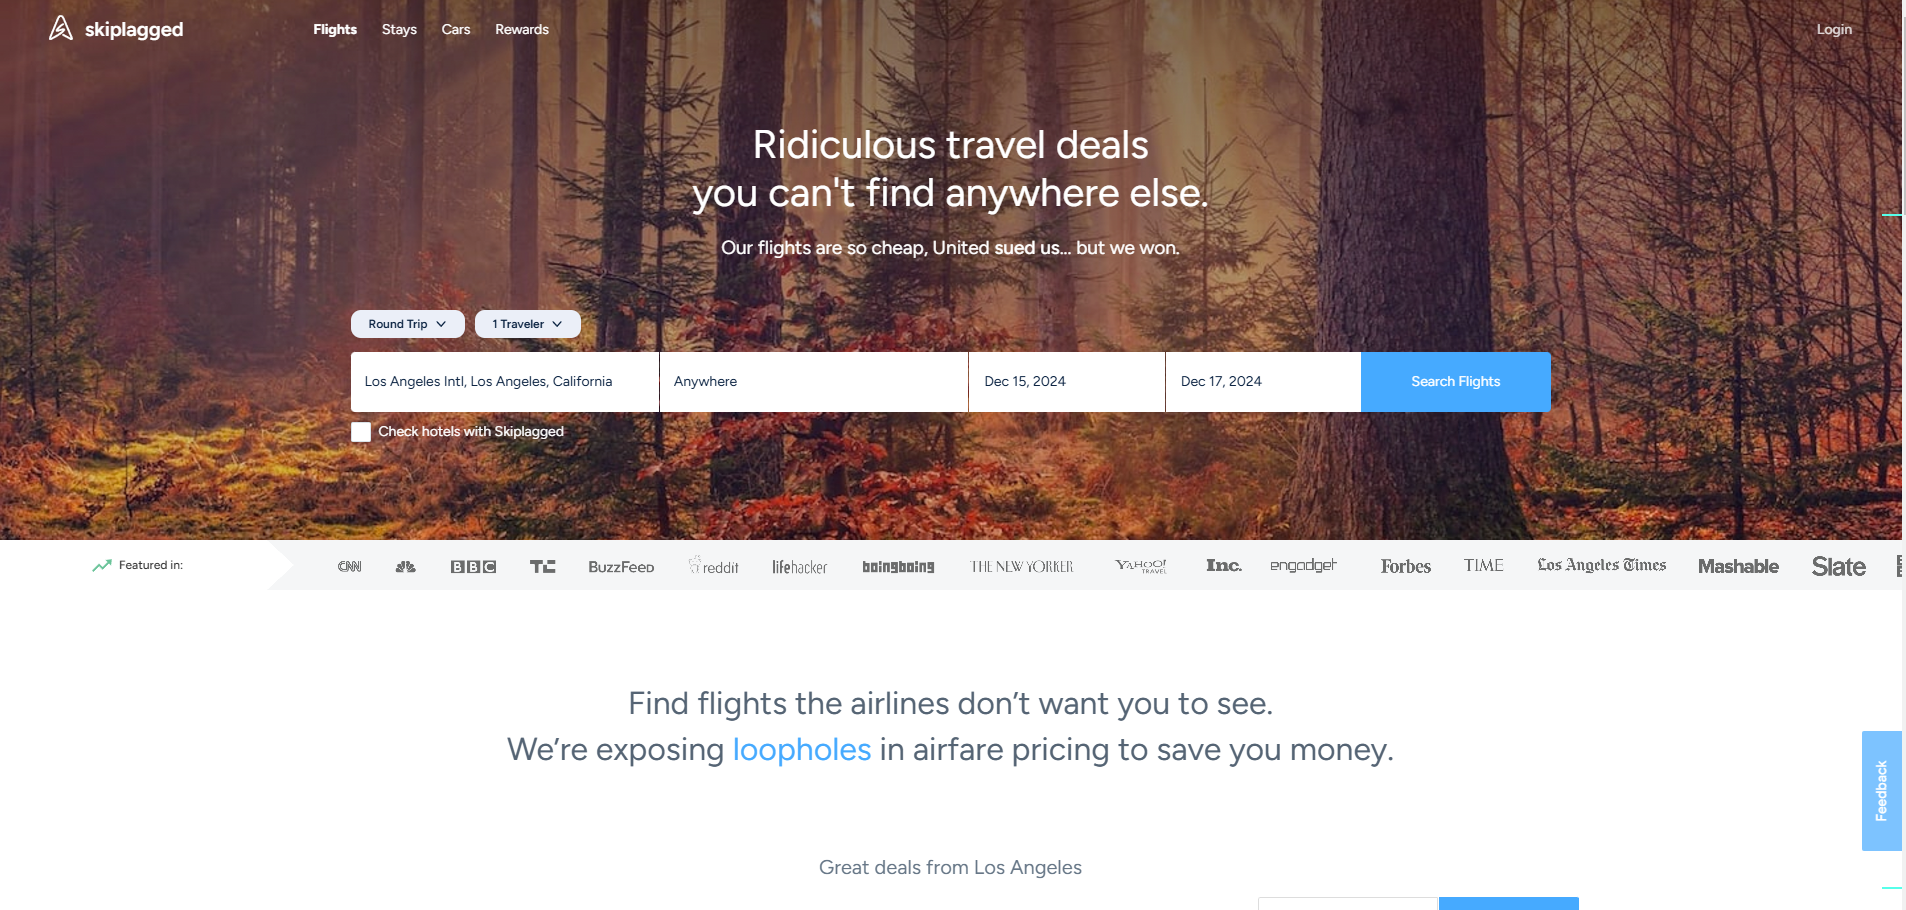 skiplagged
Flights
Stays
Cars
Rewards
Login
Ridiculous travel deals
you can't find anywhere else.
Our flights are so cheap, United sued us... but we won.
Round Trip
1 Traveler
Los Angeles Intl, Los Angeles, California
Anywhere
Dec 15, 2024
Dec 17, 2024
Search Flights
Check hotels with Skiplagged
Featured in:
CNN
BBC
TC
BuzzFeed
reddit
lifehacker
boingboing
THE NEW YORKER
YAHOO! TRAVEL
Inc.
engadget
Forbes
TIME
Los Angeles Times
Mashable
Slate
Find flights the airlines don’t want you to see.
We’re exposing loopholes in airfare pricing to save you money.
Feedback
Great deals from Los Angeles